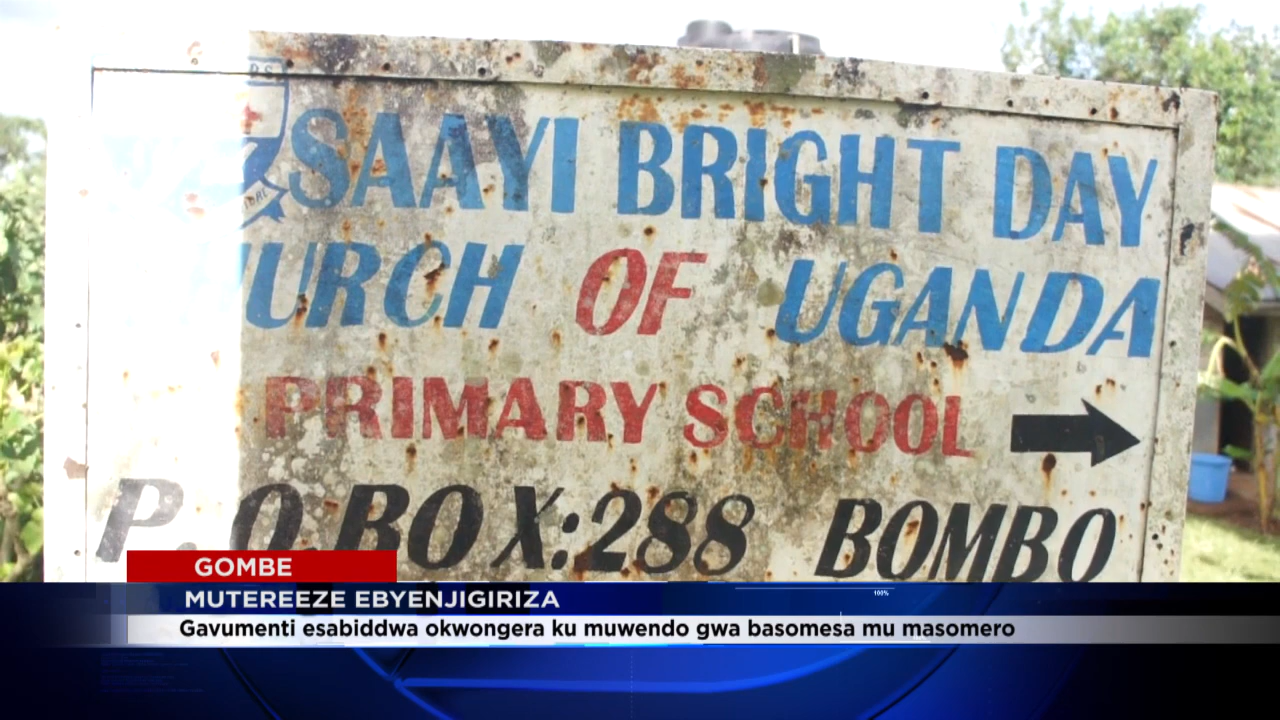 SAAYI BRIGHT DAY
URCH OF UGANDA
PRIMARY SCHOOL
P.O.BOX:288 BOMBO
GOMBE
MUTEREEZE EBYENJIGIRIZA
100%
Gavumenti esabiddwa okwongera ku muwendo gwa basomesa mu masomero